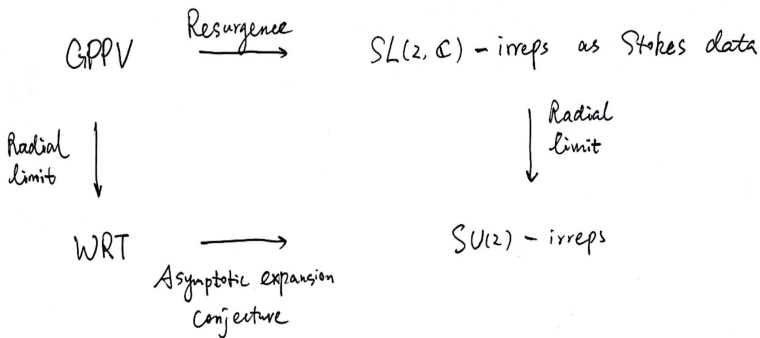 Resurgence
GPPV
SL(2, ℂ) - irreps as Stokes data
Radial
limit
Radial
limit
WRT
SU(2) - irreps
Asymptotic expansion
conjecture